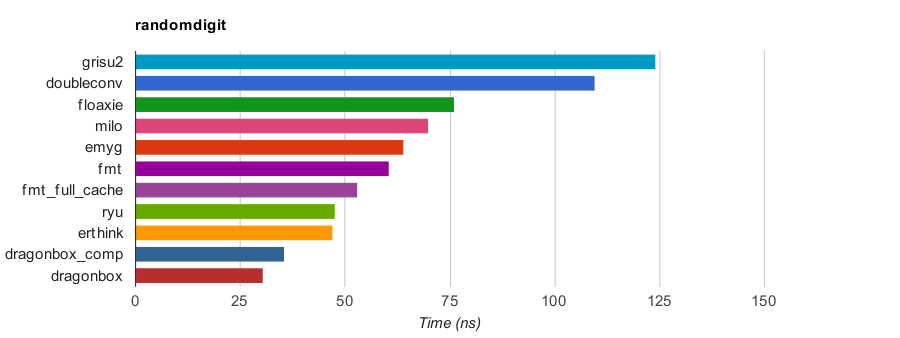 randomdigit
grisu2
doubleconv
floaxie
milo
emyg
fmt
fmt_full_cache
ryu
erthink
dragonbox_comp
dragonbox
0 25 50 75 100 125 150
Time (ns)